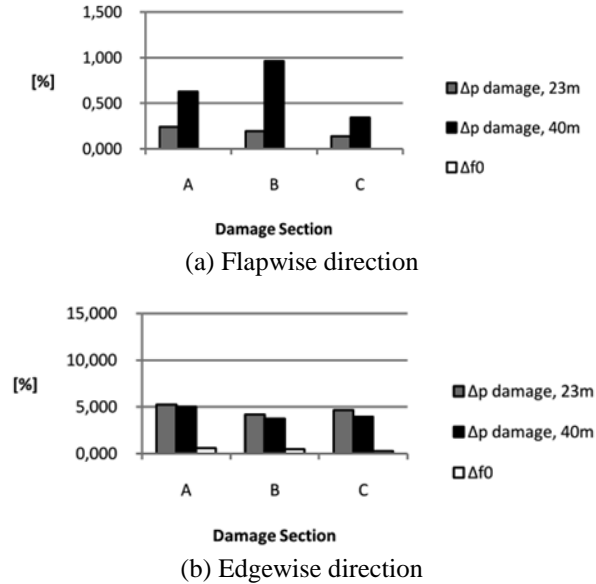 1,500
1,000
[%]
0,500
0,000
A B C
Damage Section
Δp damage, 23m
Δp damage, 40m
Δf0
(a) Flapwise direction
15,000
10,000
[%]
5,000
0,000
A B C
Damage Section
Δp damage, 23m
Δp damage, 40m
Δf0
(b) Edgewise direction